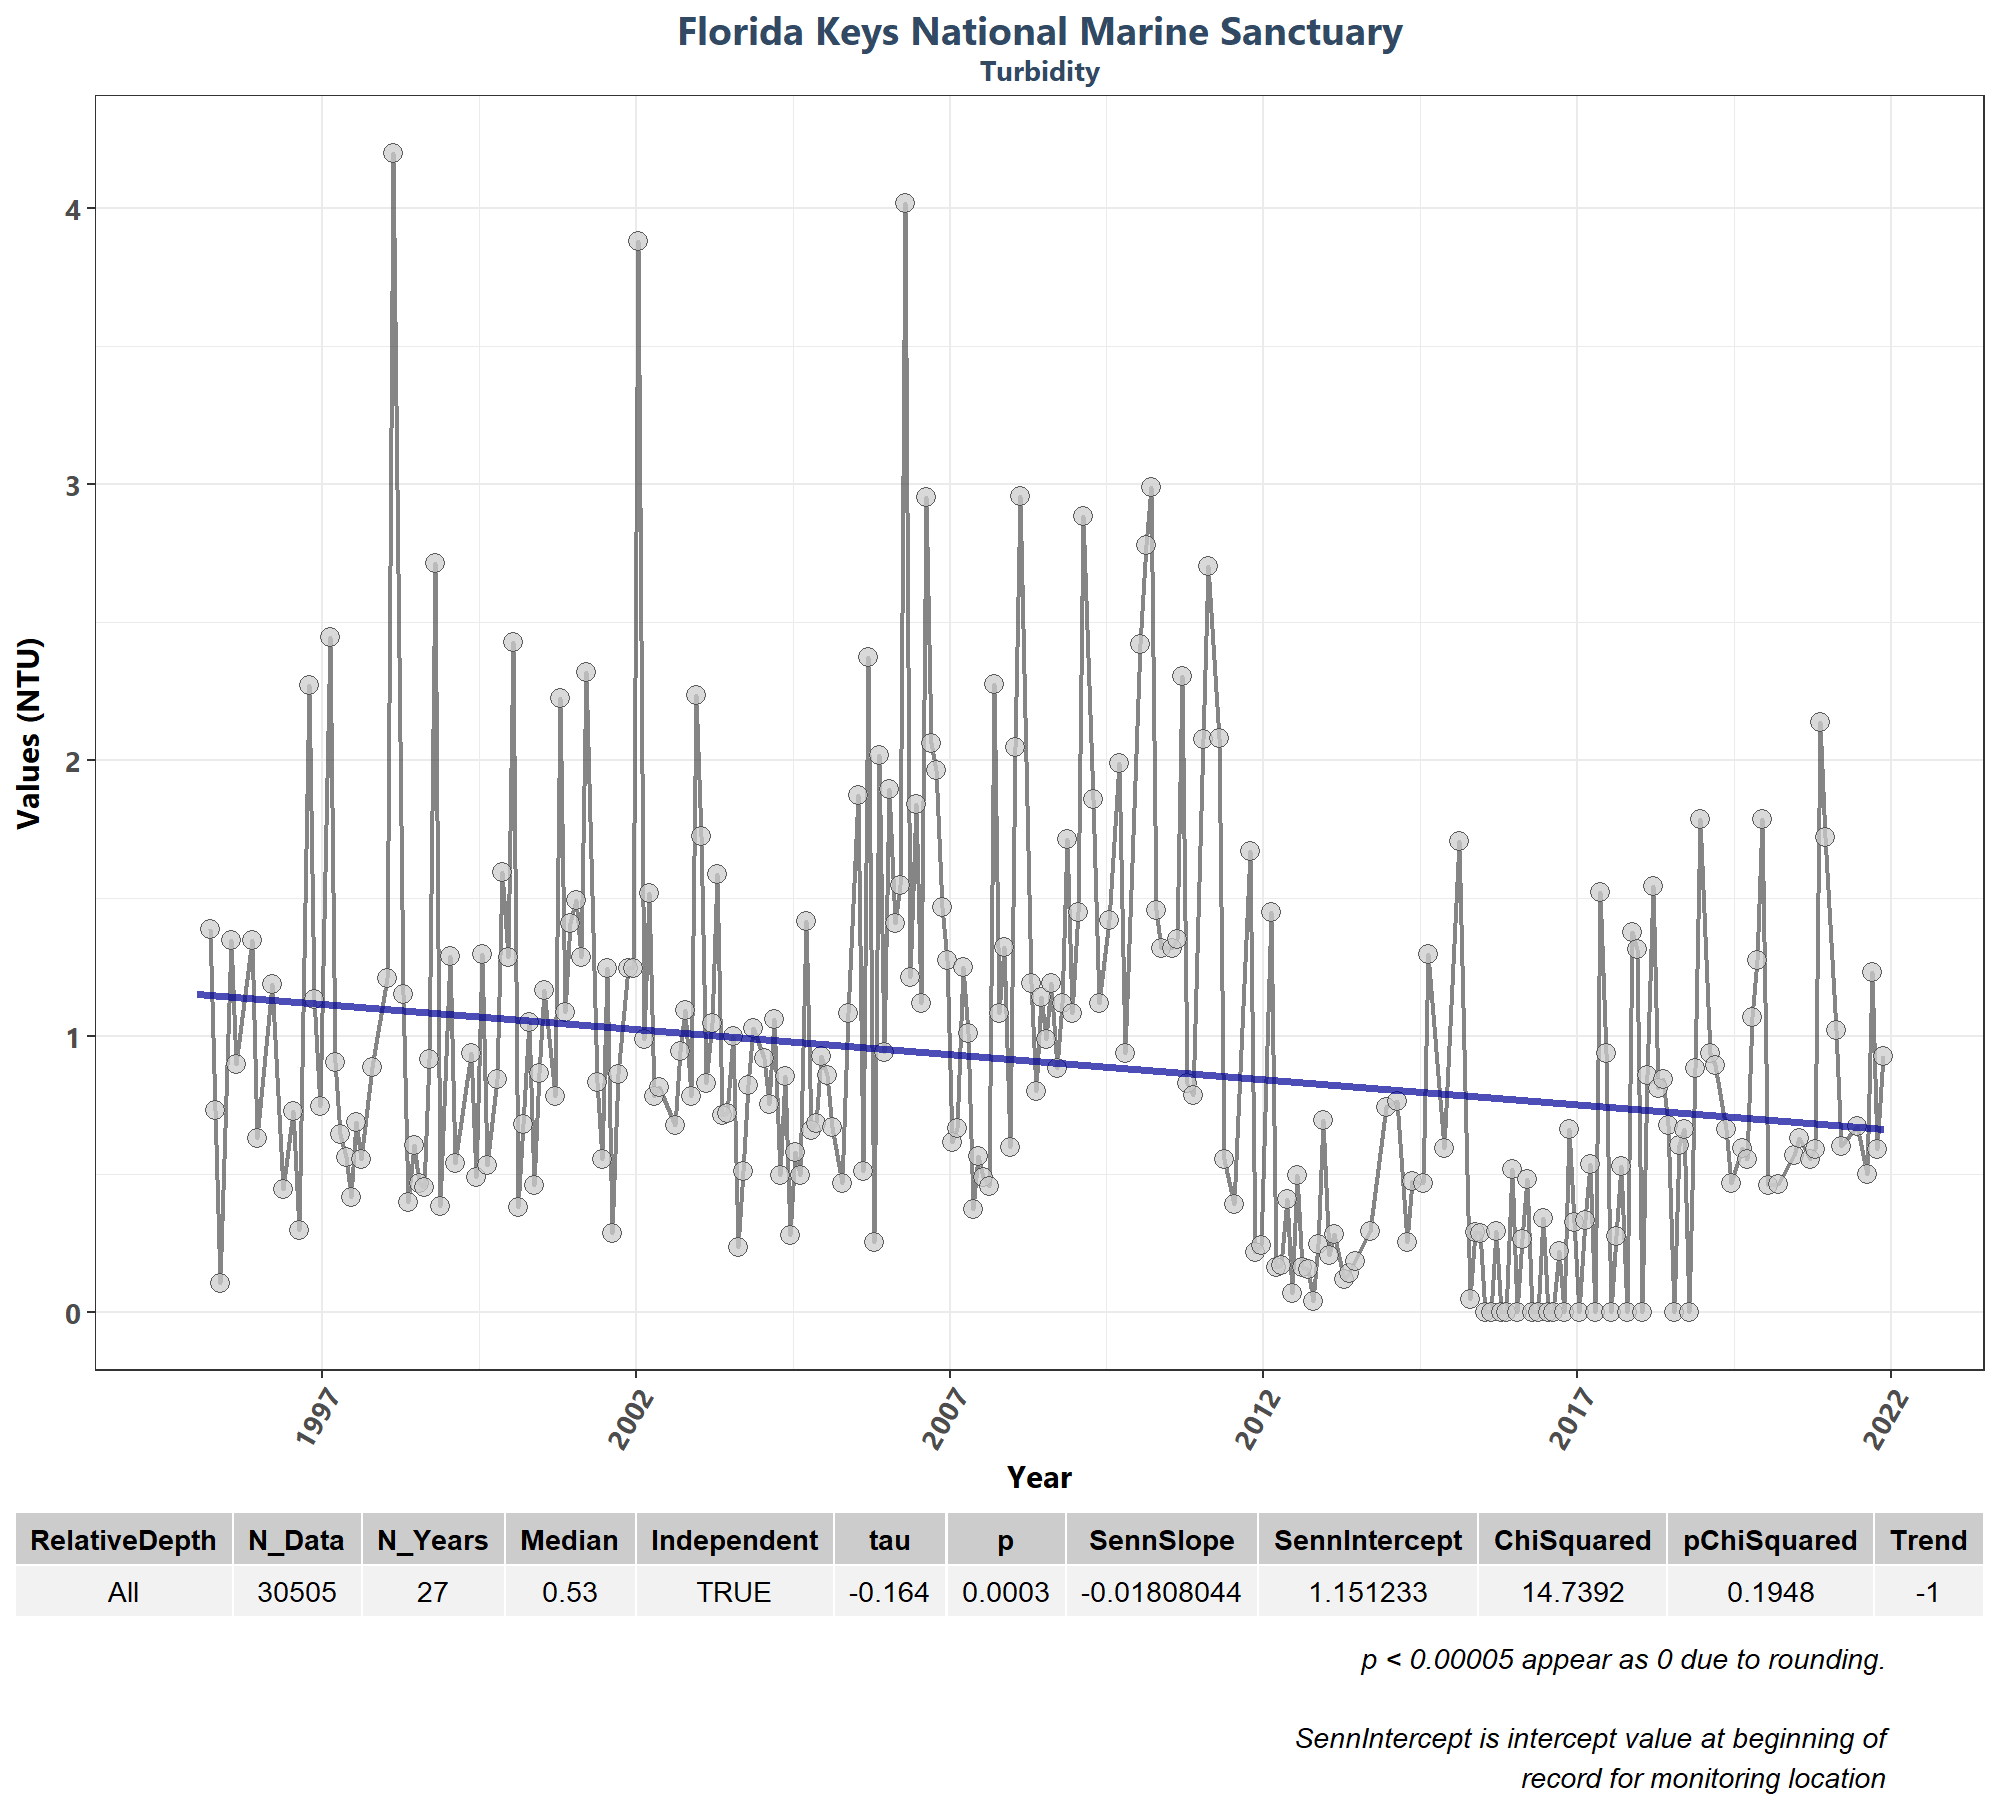 Florida Keys National Marine Sanctuary
Turbidity
Values (NTU)
4
3
2
1
0
1997 2002 2007 2012 2017 2022
Year
RelativeDepth N_Data N_Years Median Independent tau p SennSlope SennIntercept ChiSquared pChiSquared Trend
All 30505 27 0.53 TRUE -0.164 0.0003 -0.01808044 1.151233 14.7392 0.1948 -1
p < 0.00005 appear as 0 due to rounding.
SennIntercept is intercept value at beginning of
record for monitoring location